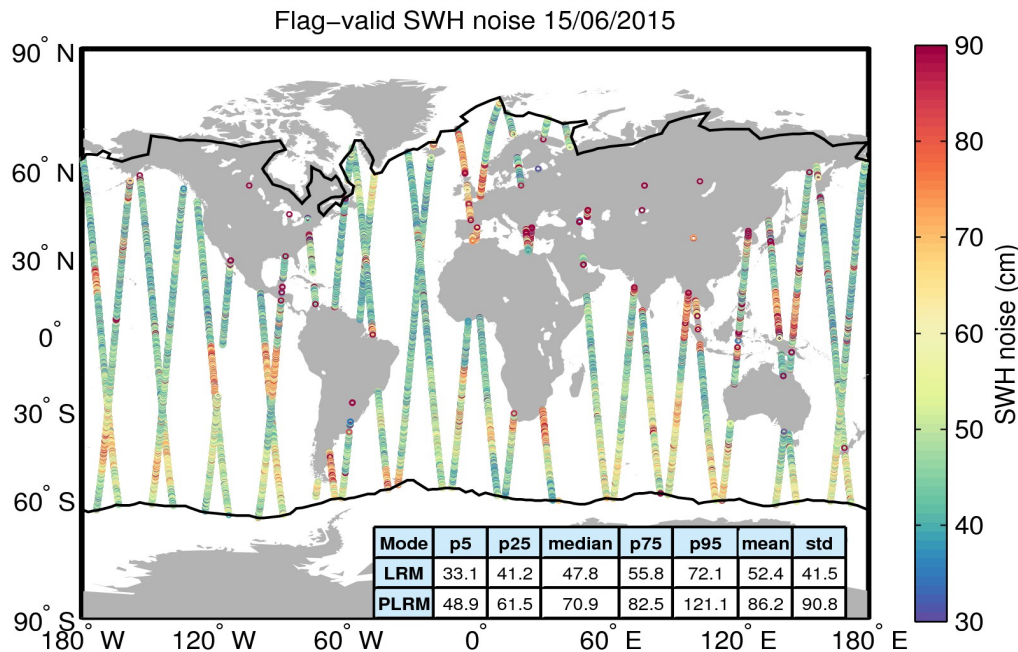 Flag−valid SWH noise 15/06/2015
90° N
60° N
30° N
0°
30° S
60° S
90° S
180° W
120° W
60° W
0°
60° E
120° E
180° E
Mode p5 p25 median p75 p95 mean std
LRM 33.1 41.2 47.8 55.8 72.1 52.4 41.5
PLRM 48.9 61.5 70.9 82.5 121.1 86.2 90.8
90
80
70
60
50
40
30
SWH noise (cm)